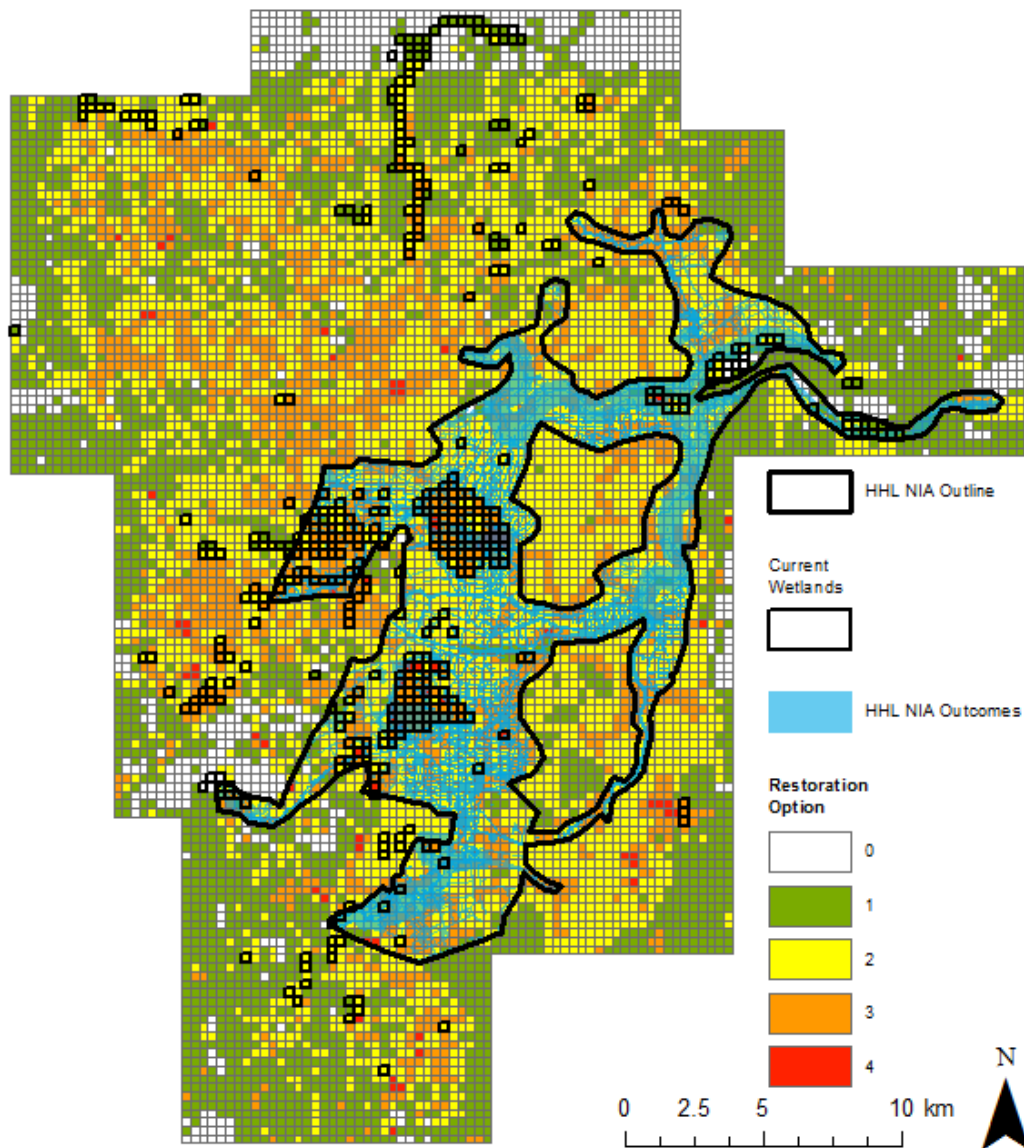 HHL NIA Outline
Current
Wetlands
HHL NIA Outcomes
Restoration
Option
0
1
2
3
4
N
0 2.5 5 10 km